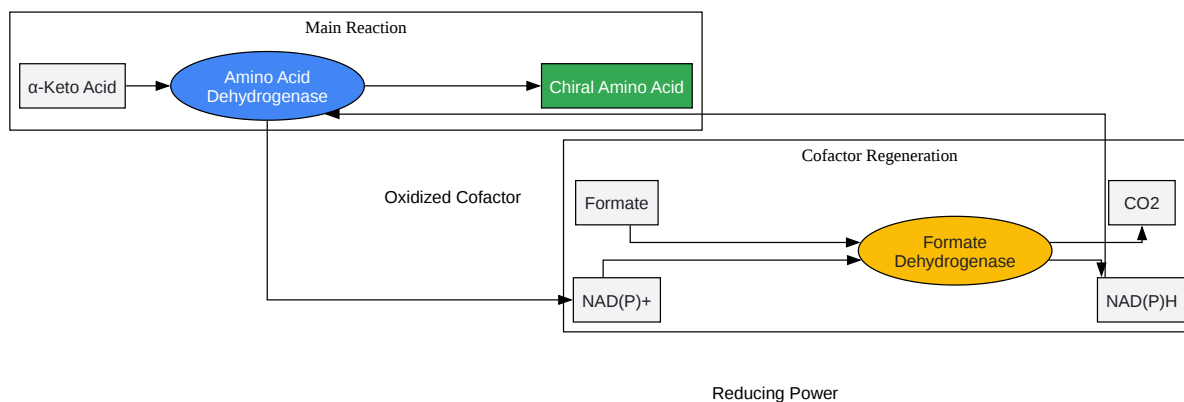 Main Reaction
α-Keto Acid
Amino Acid
Dehydrogenase
Chiral Amino Acid
Cofactor Regeneration
Oxidized Cofactor
Formate
CO2
Formate
Dehydrogenase
NAD(P)+
NAD(P)H
Reducing Power